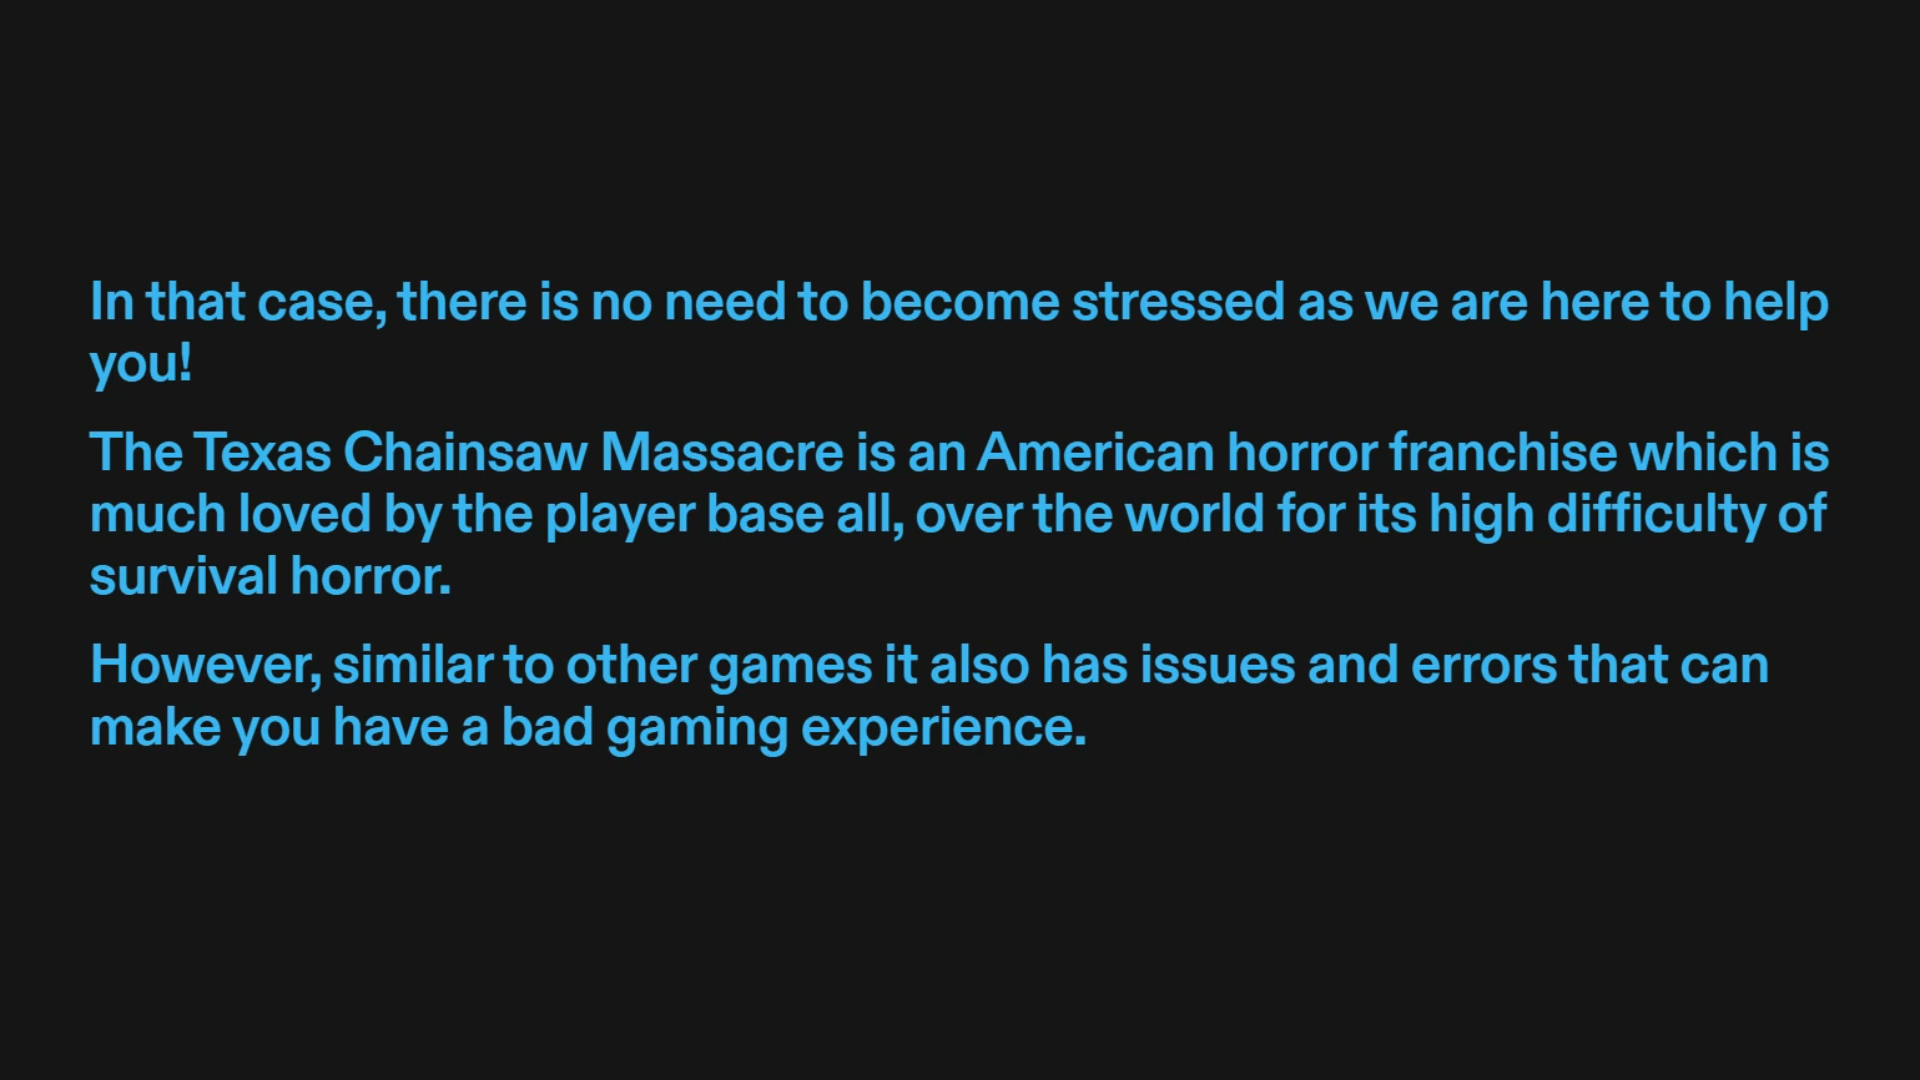 In that case, there is no need to become stressed as we are here to help
you!
The Texas Chainsaw Massacre is an American horror franchise which is
much loved by the player base all, over the world for its high difficulty of
survival horror.
However, similar to other games it also has issues and errors that can
make you have a bad gaming experience.